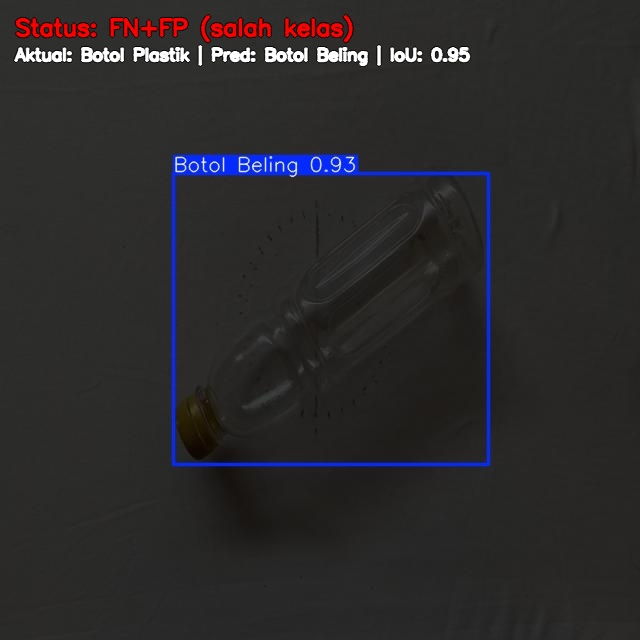 Status: FN+FP (salah kelas)
Aktual: Botol Plastik | Pred: Botol Beling | IoU: 0.95
Botol Beling 0.93